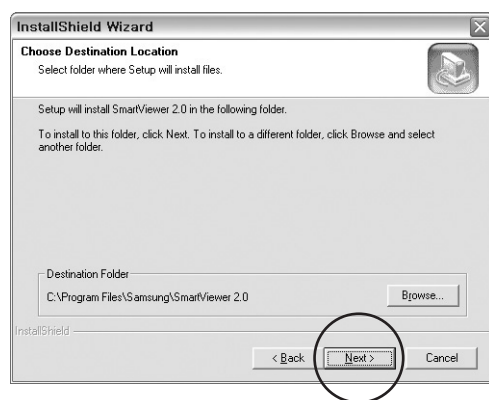 InstallShield Wizard
Choose Destination Location
Select folder where Setup will install files.
Setup will install SmartViewer 2.0 in the following folder.
To install to this folder, click Next. To install to a different folder, click Browse and select
another folder.
Destination Folder
C:\Program Files\Samsung\SmartViewer 2.0
Browse...
InstallShield
< Back
Next >
Cancel